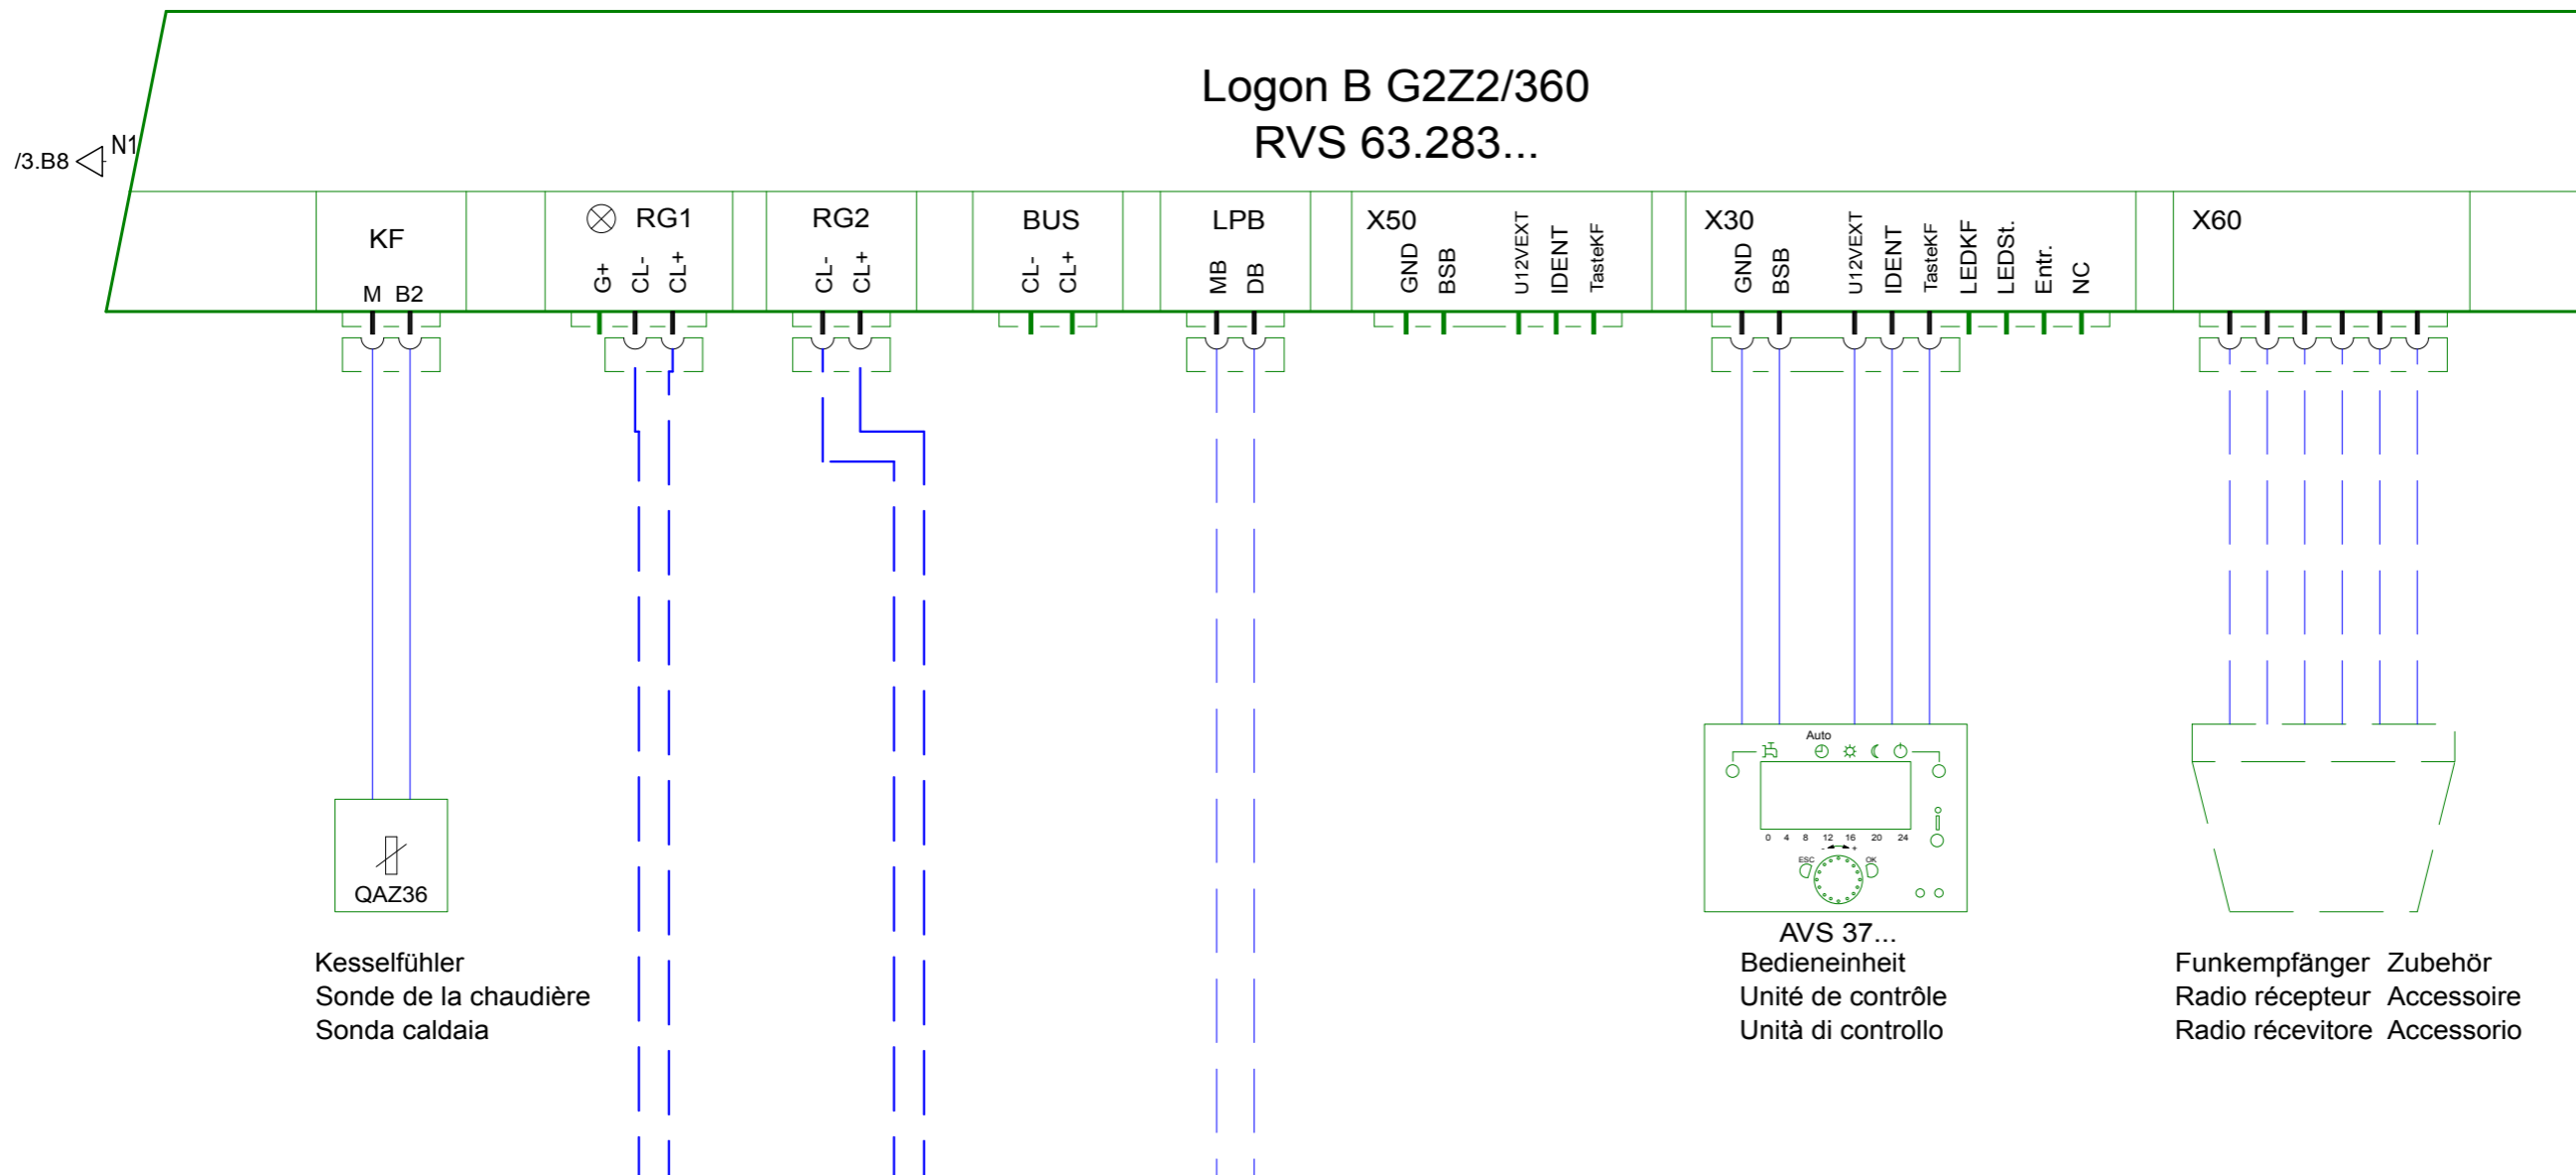 Logon B G2Z2/360
RVS 63.283...
/3.B8
N1
KF
M B2
RG1
G+ CL- CL+
RG2
CL- CL+
BUS
CL- CL+
LPB
MB DB
X50
GND BSB U12VEXT IDENT TasteKF
X30
GND BSB U12VEXT IDENT TasteKF LEDKF LEDSt. Entr. NC
X60
QAZ36
Kesselfühler
Sonde de la chaudière
Sonda caldaia
Auto
0 4 8 12 16 20 24
- +
ESC OK
AVS 37...
Bedieneinheit
Unité de contrôle
Unità di controllo
Funkempfänger Zubehör
Radio récepteur Accessoire
Radio récevitore Accessorio